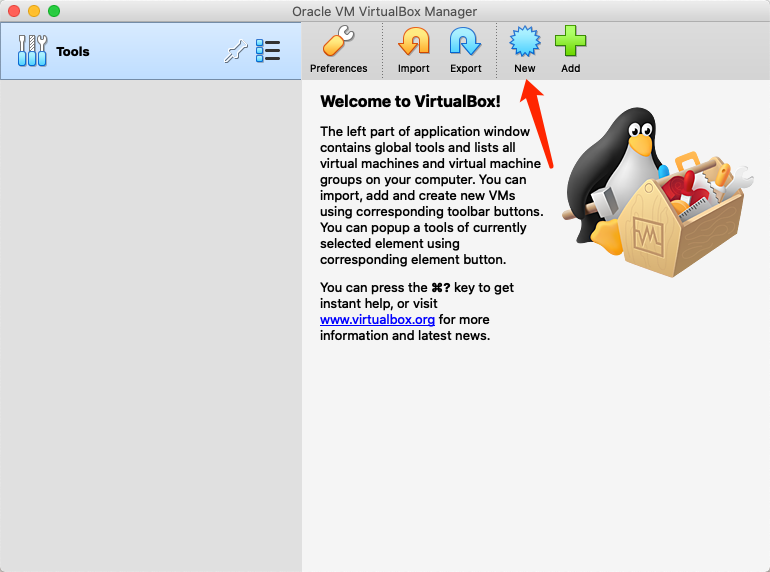 Oracle VM VirtualBox Manager
Tools
Preferences
Import
Export
New
Add
Welcome to VirtualBox!
The left part of application window
contains global tools and lists all
virtual machines and virtual machine
groups on your computer. You can
import, add and create new VMs
using corresponding toolbar buttons.
You can popup a tools of currently
selected element using
corresponding element button.
You can press the ⌘? key to get
instant help, or visit
www.virtualbox.org for more
information and latest news.